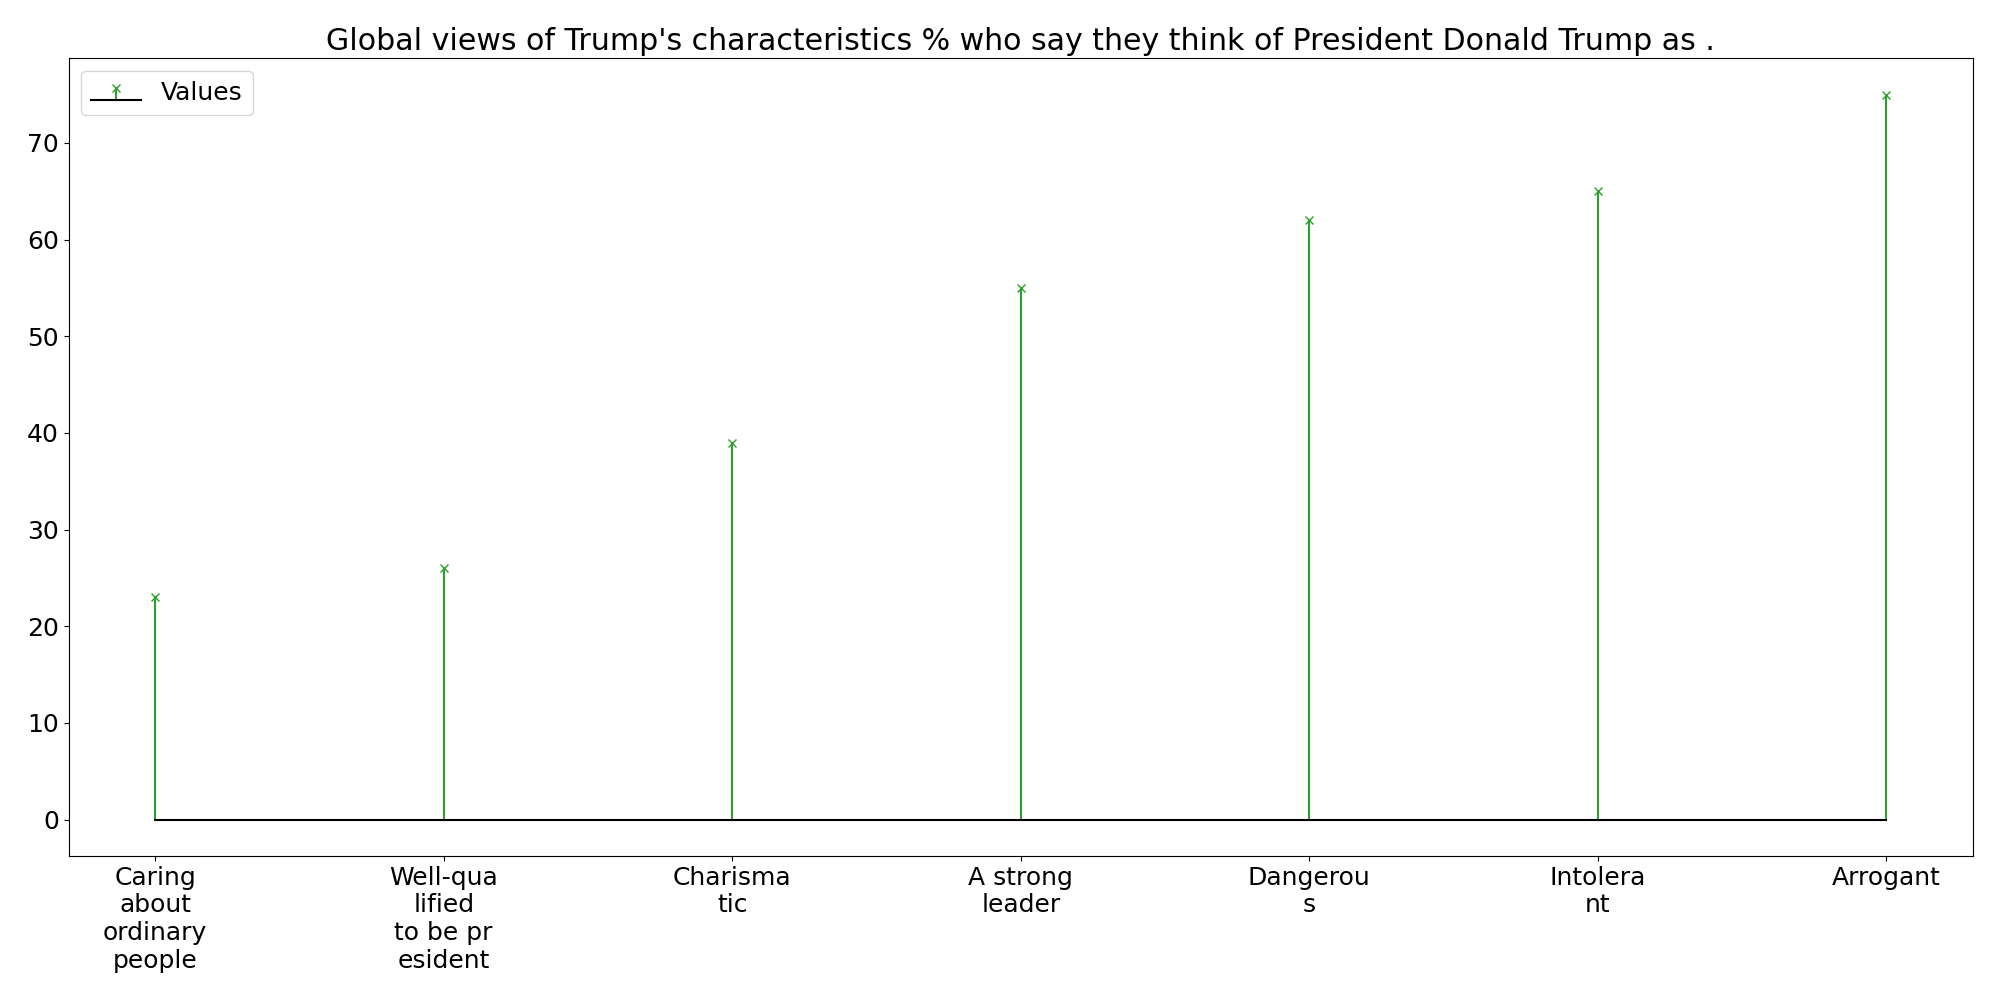 Global views of Trump's characteristics % who say they think of President Donald Trump as .
Values
70
60
50
40
30
20
10
0
Caring
about
ordinary
people
Well-qua
lified
to be pr
esident
Charisma
tic
A strong
leader
Dangerou
s
Intolera
nt
Arrogant